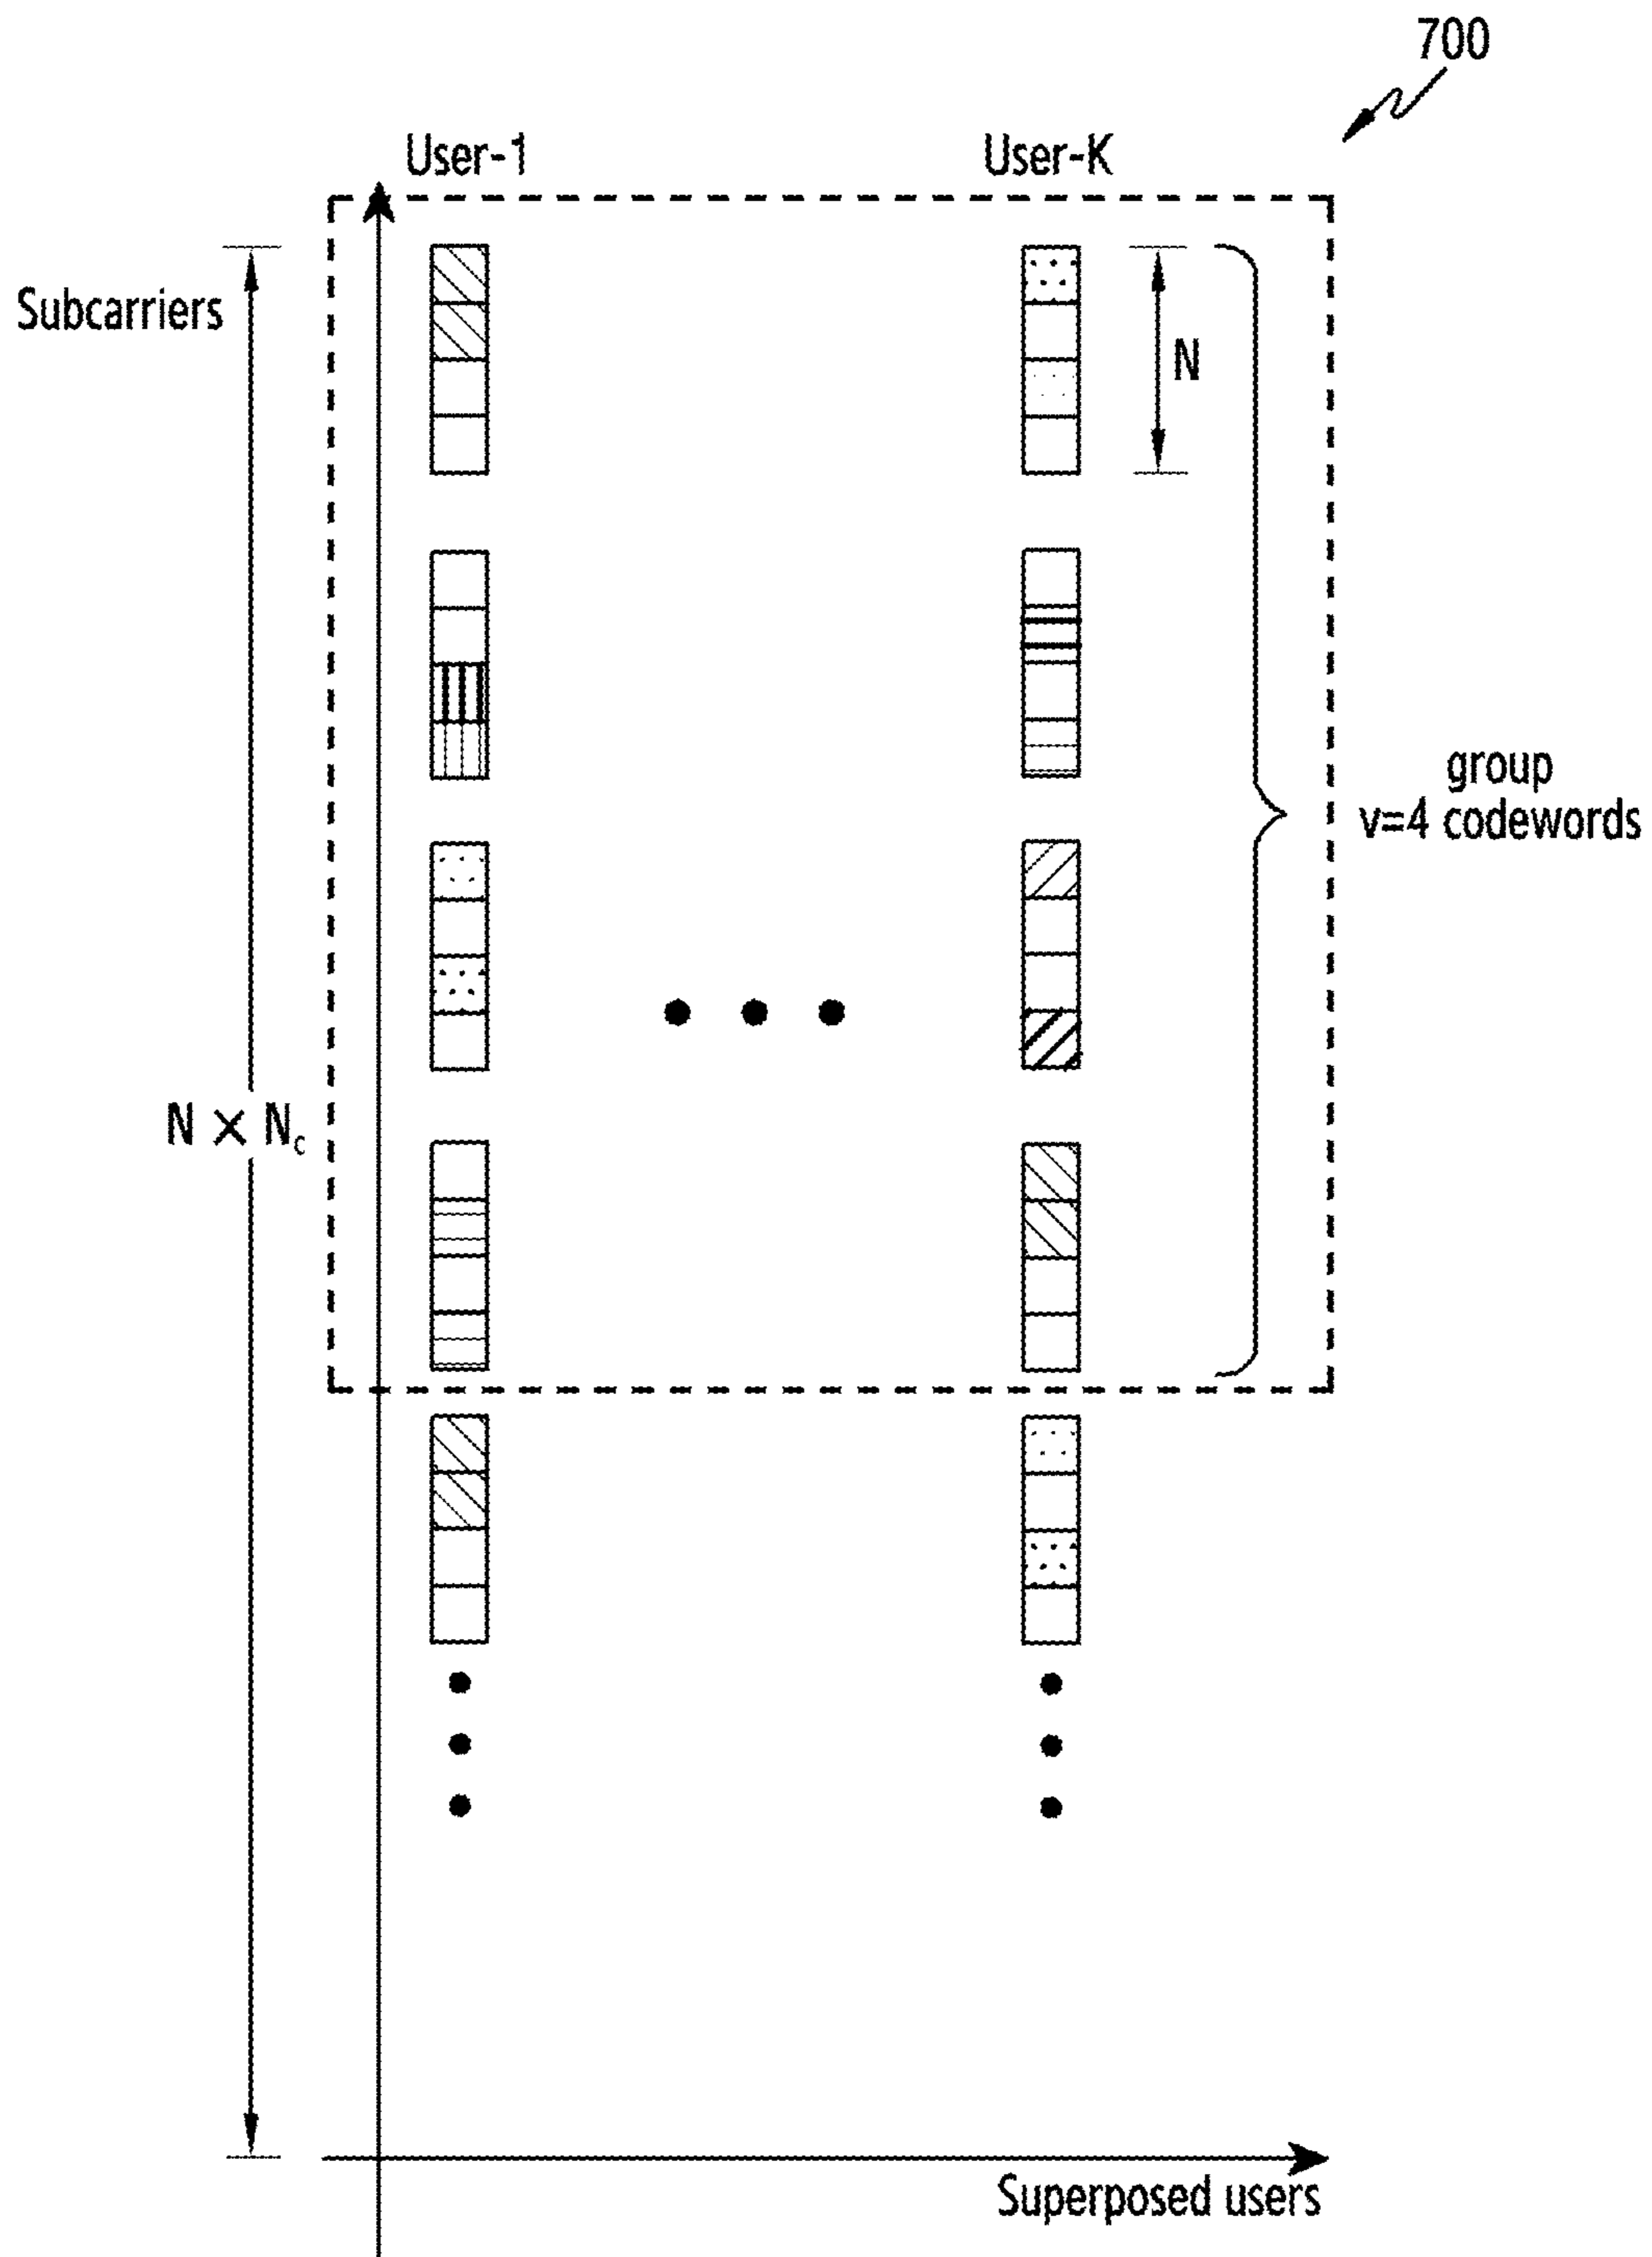 700
User-1
User-K
Subcarriers
N
group
v=4 codewords
N × Nc
Superposed users